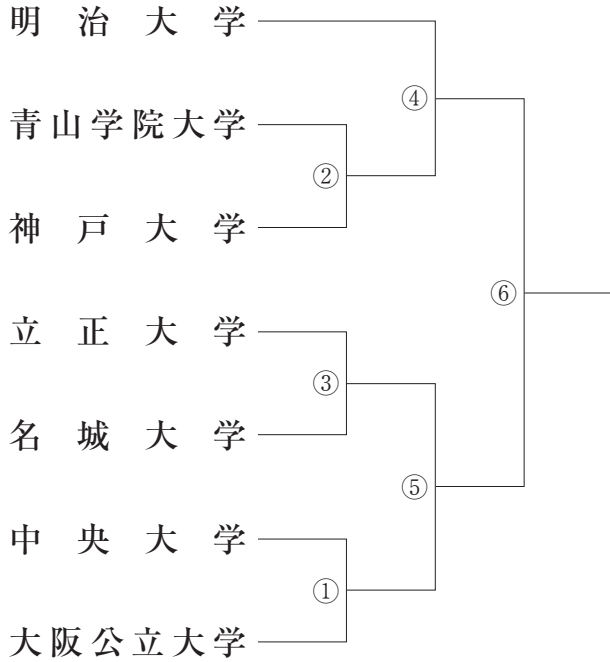 明治大学
④
青山学院大学
②
神戸大学
⑥
立正大学
③
名城大学
⑤
中央大学
①
大阪公立大学